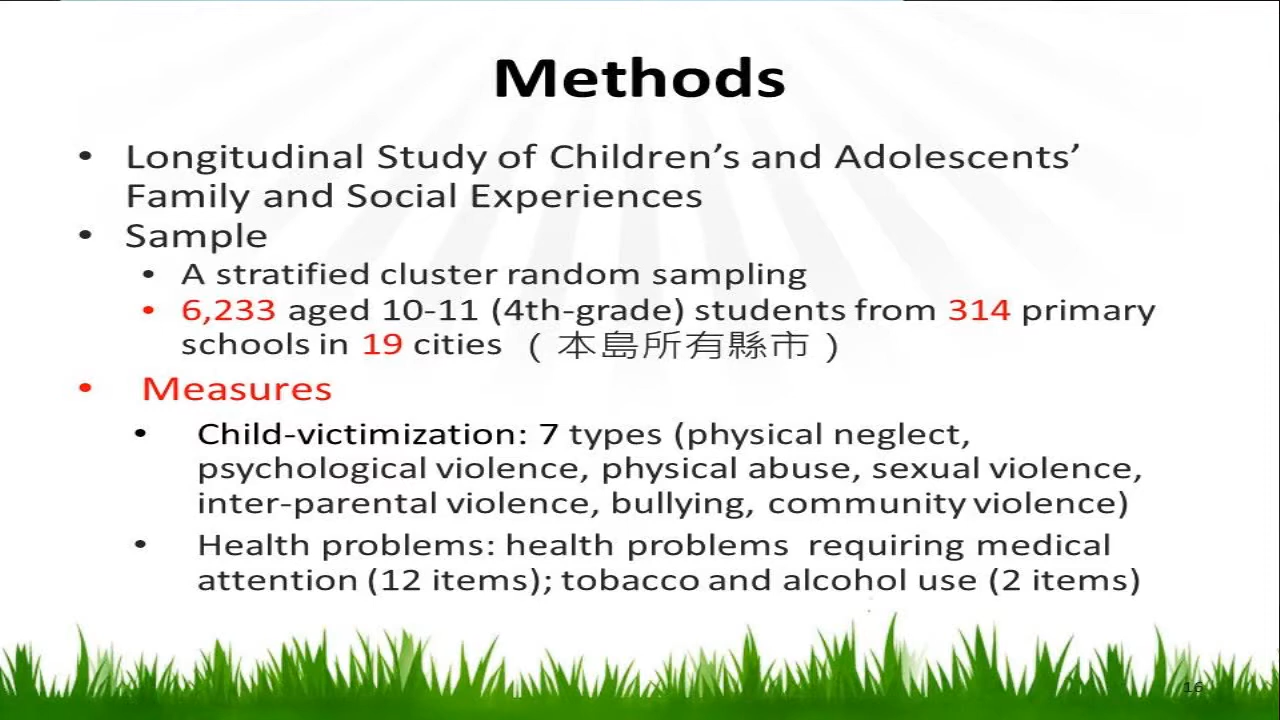 Methods
• Longitudinal Study of Children’s and Adolescents’
Family and Social Experiences
• Sample
• A stratified cluster random sampling
• 6,233 aged 10-11 (4th-grade) students from 314 primary
schools in 19 cities （本島所有縣市）
• Measures
• Child-victimization: 7 types (physical neglect,
psychological violence, physical abuse, sexual violence,
inter-parental violence, bullying, community violence)
• Health problems: health problems requiring medical
attention (12 items); tobacco and alcohol use (2 items)
16